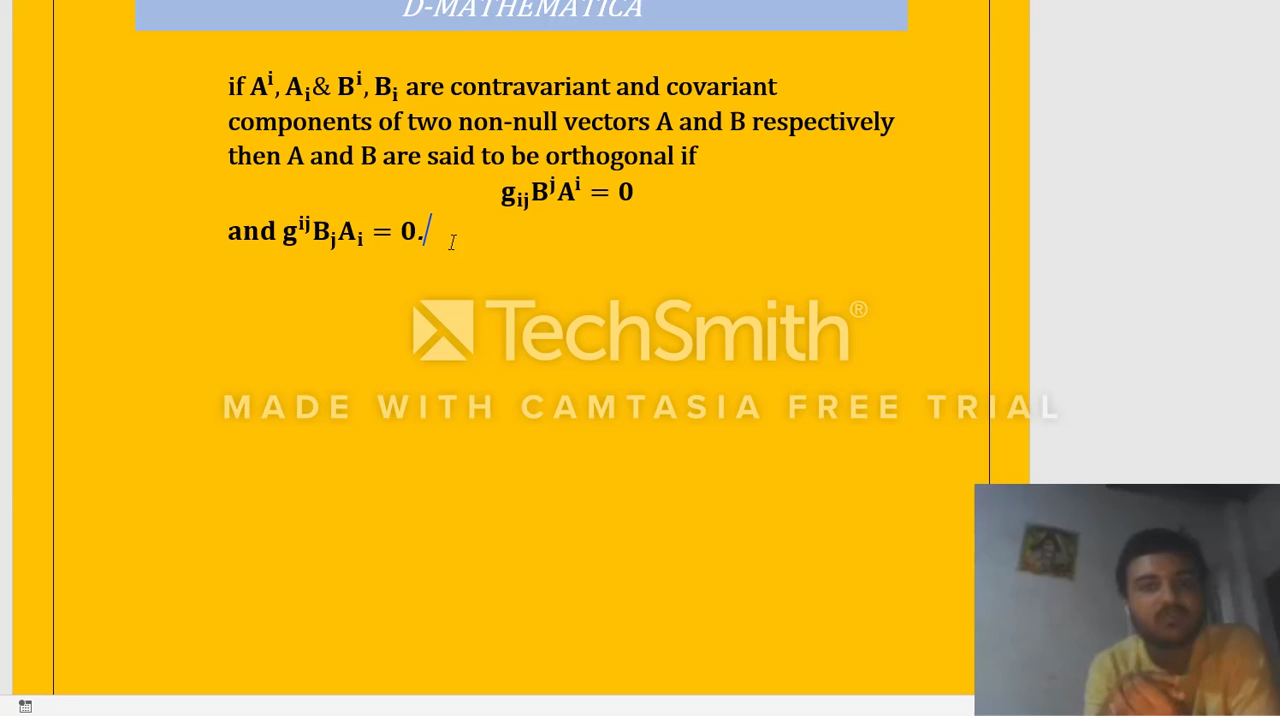 D-MATHEMATICA
if Aⁱ, Aᵢ& Bⁱ, Bᵢ are contravariant and covariant
components of two non-null vectors A and B respectively
then A and B are said to be orthogonal if
gᵢⱼBʲAⁱ = 0
and gⁱʲBⱼAᵢ = 0.
TechSmith®
MADE WITH CAMTASIA FREE TRIAL